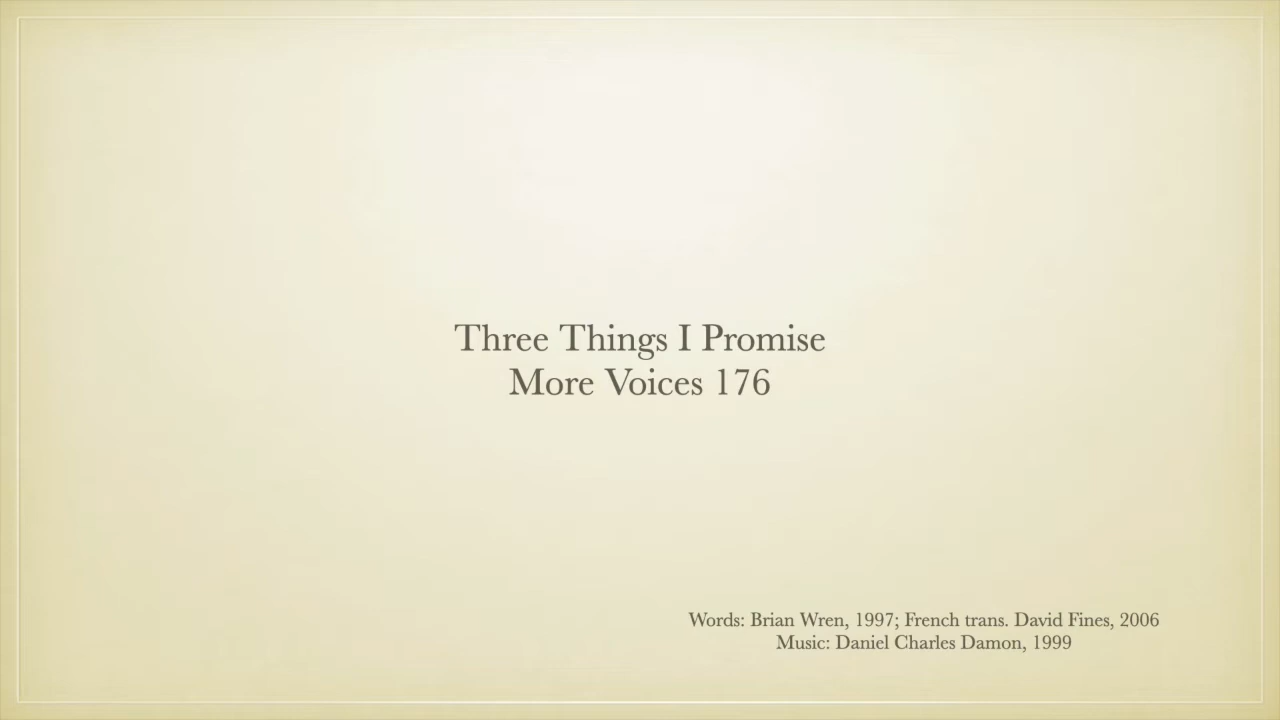 Three Things I Promise
More Voices 176
Words: Brian Wren, 1997; French trans. David Fines, 2006
Music: Daniel Charles Damon, 1999